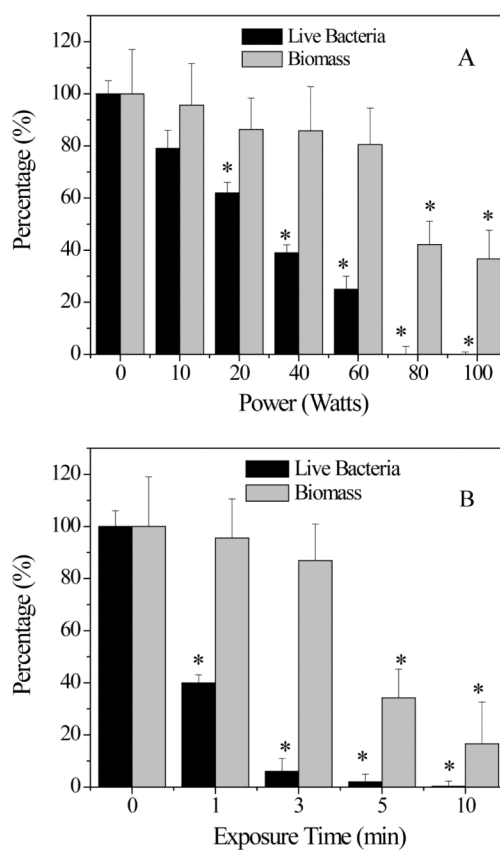 120
100
80
60
40
20
0
Percentage (%)
Live Bacteria
Biomass
A
*
*
*
*
*
*
*
0 10 20 40 60 80 100
Power (Watts)
120
100
80
60
40
20
0
Percentage (%)
Live Bacteria
Biomass
B
*
*
*
*
*
*
0 1 3 5 10
Exposure Time (min)